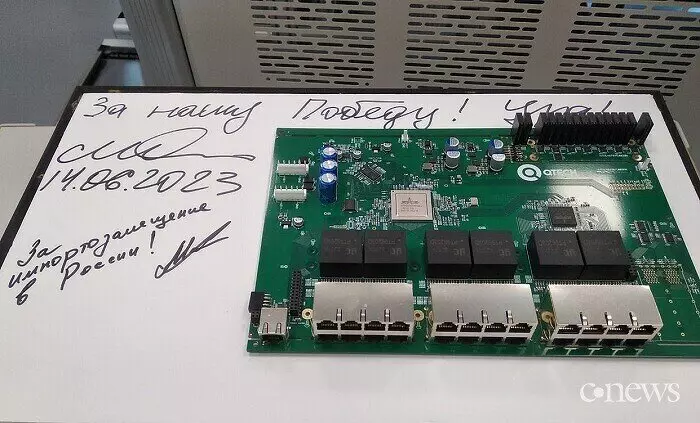 За нашу Победу! Ура!
14.06.2023
За
импортозамещение
в России!
QTECH
cnews